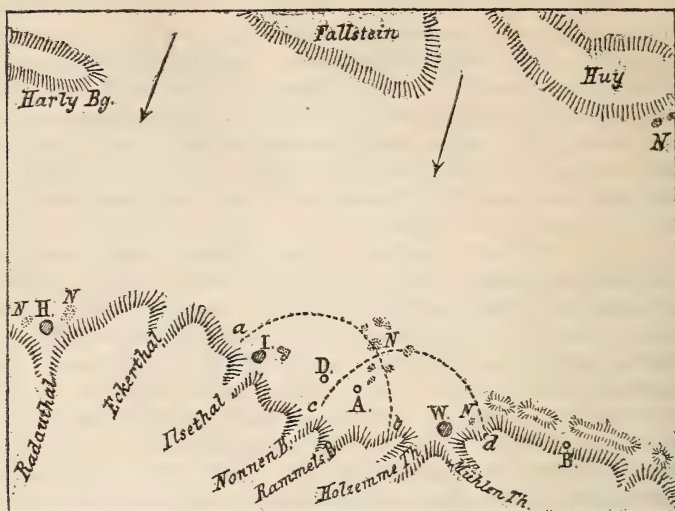 Fallstein
Harly Bg.
Huy
N
N H. N
a
I.
N
D.
A.
c
b
W. N
d
B.
Radauthal
Eckerthal
Ilsethal
Nonnen B.
Rammels B.
Holzemme Th.
Mühlen Th.